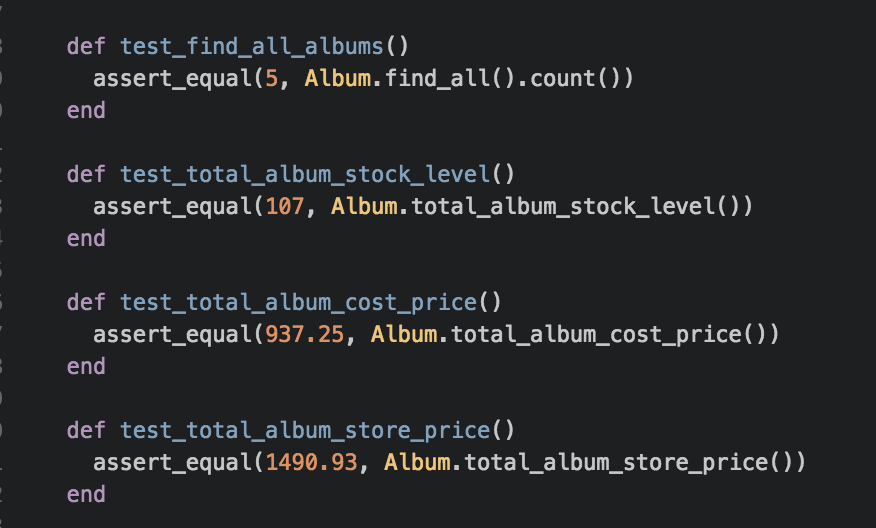 def test_find_all_albums()
assert_equal(5, Album.find_all().count())
end
def test_total_album_stock_level()
assert_equal(107, Album.total_album_stock_level())
end
def test_total_album_cost_price()
assert_equal(937.25, Album.total_album_cost_price())
end
def test_total_album_store_price()
assert_equal(1490.93, Album.total_album_store_price())
end